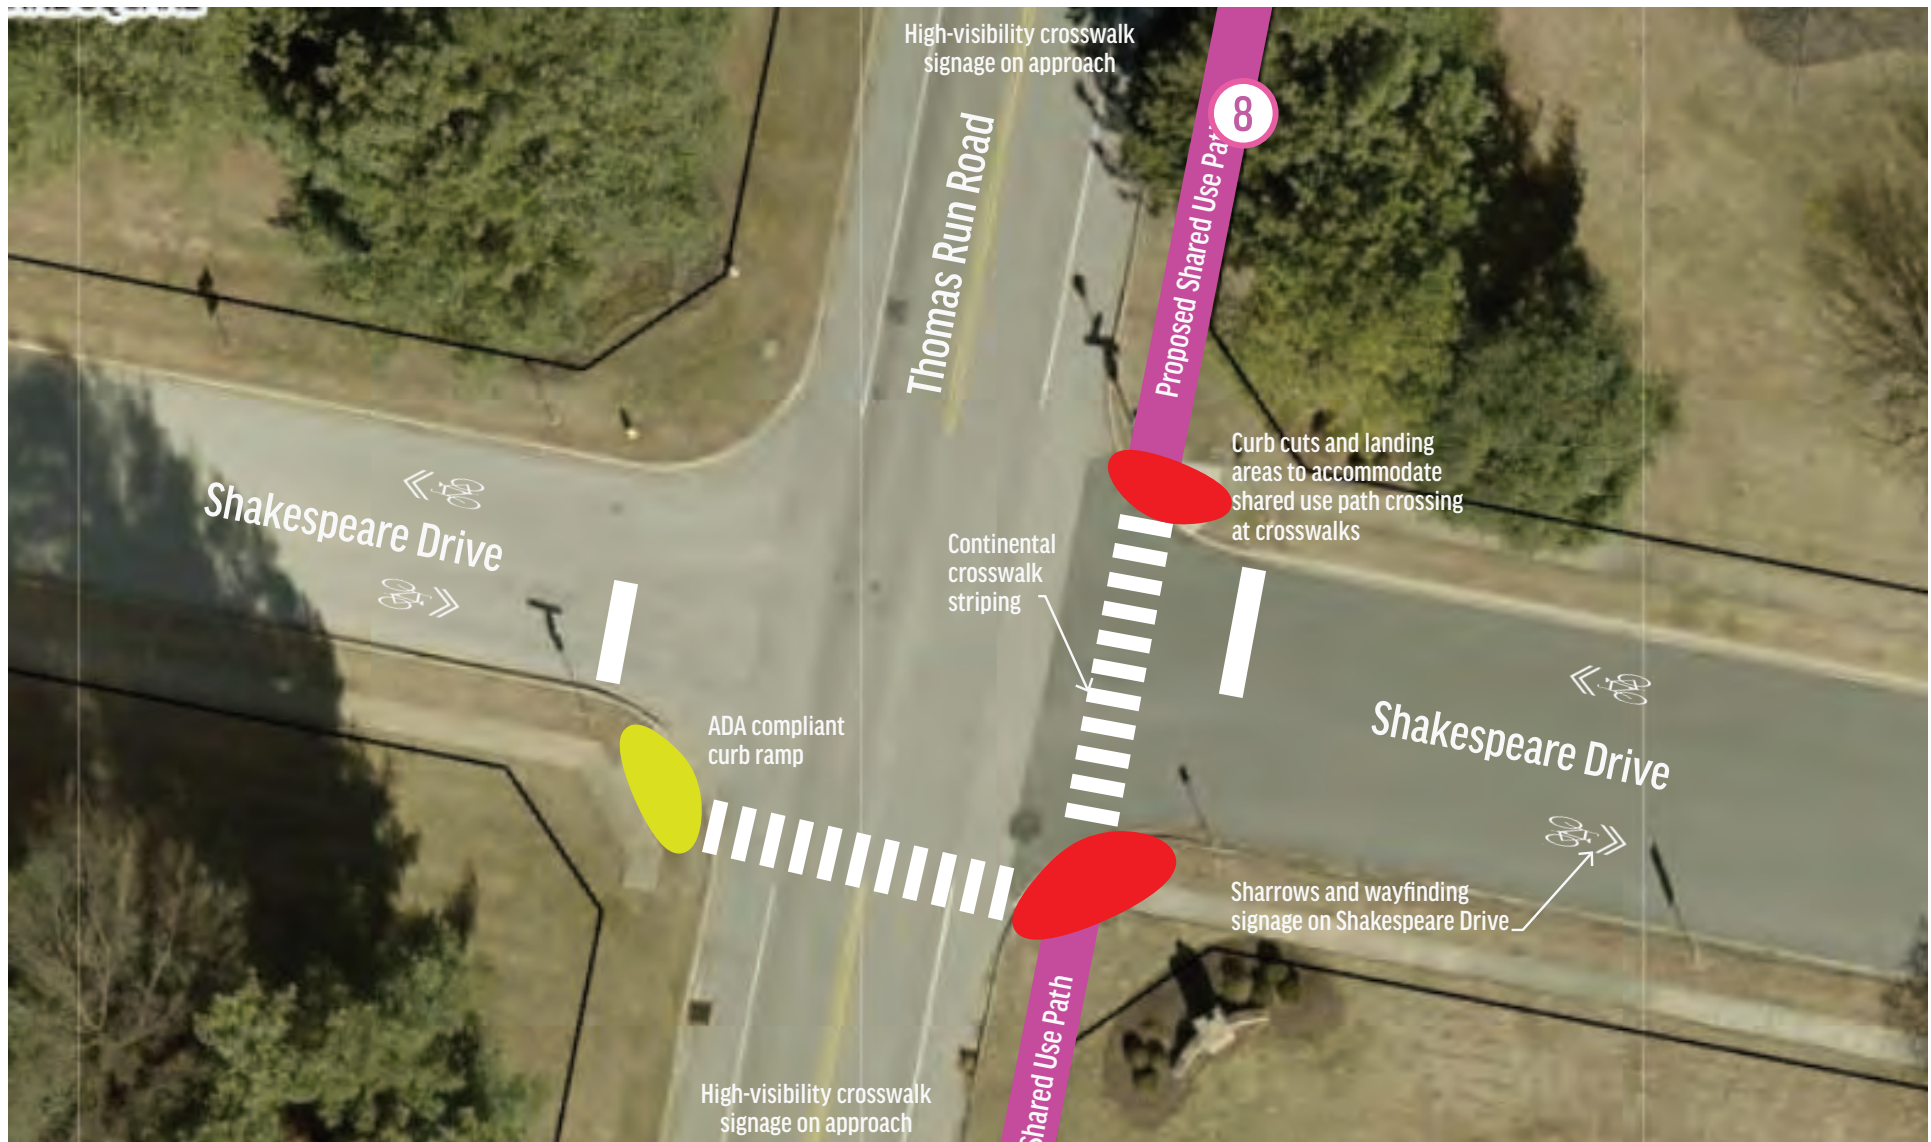 High-visibility crosswalk
signage on approach
8
Thomas Run Road
Proposed Shared Use
Curb cuts and landing
areas to accommodate
shared use path crossing
at crosswalks
Shakespeare Drive
Continental
crosswalk
striping
ADA compliant
curb ramp
Shakespeare Drive
Sharrows and wayfinding
signage on Shakespeare Drive
Shared Use Path
High-visibility crosswalk
signage on approach